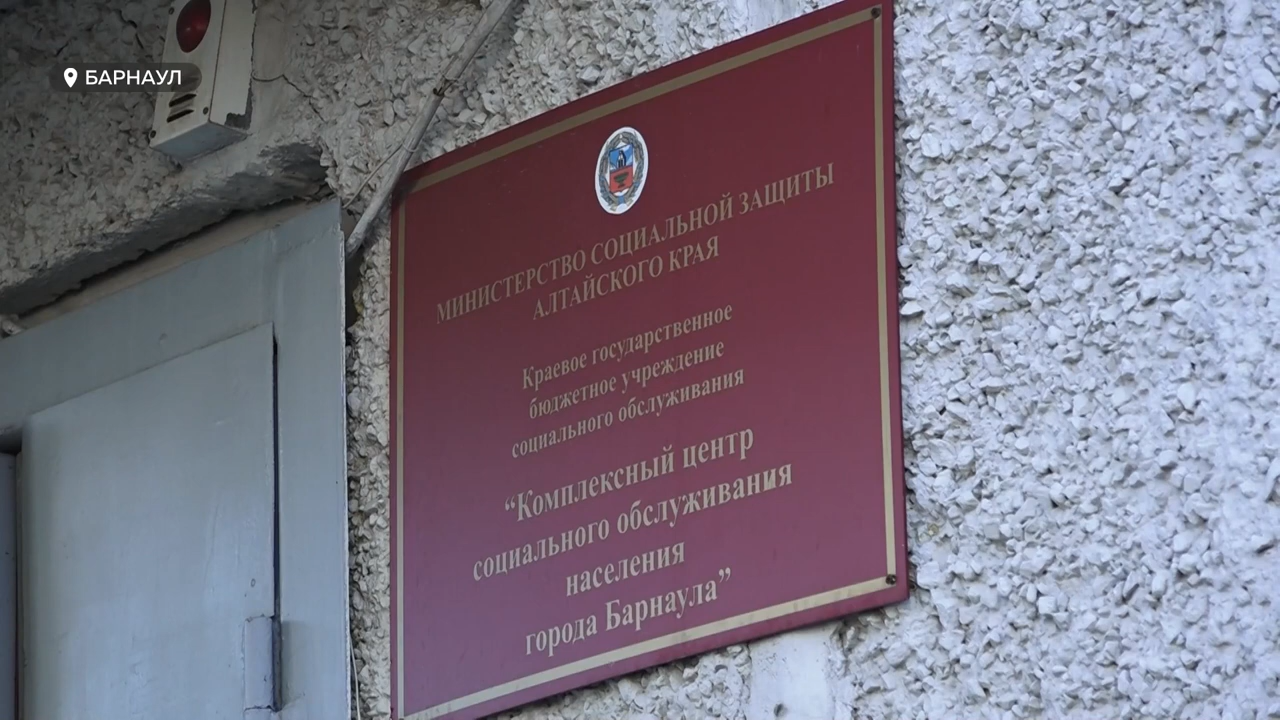 БАРНАУЛ
МИНИСТЕРСТВО СОЦИАЛЬНОЙ ЗАЩИТЫ
АЛТАЙСКОГО КРАЯ
Краевое государственное
бюджетное учреждение
социального обслуживания
“Комплексный центр
социального обслуживания
населения
города Барнаула”